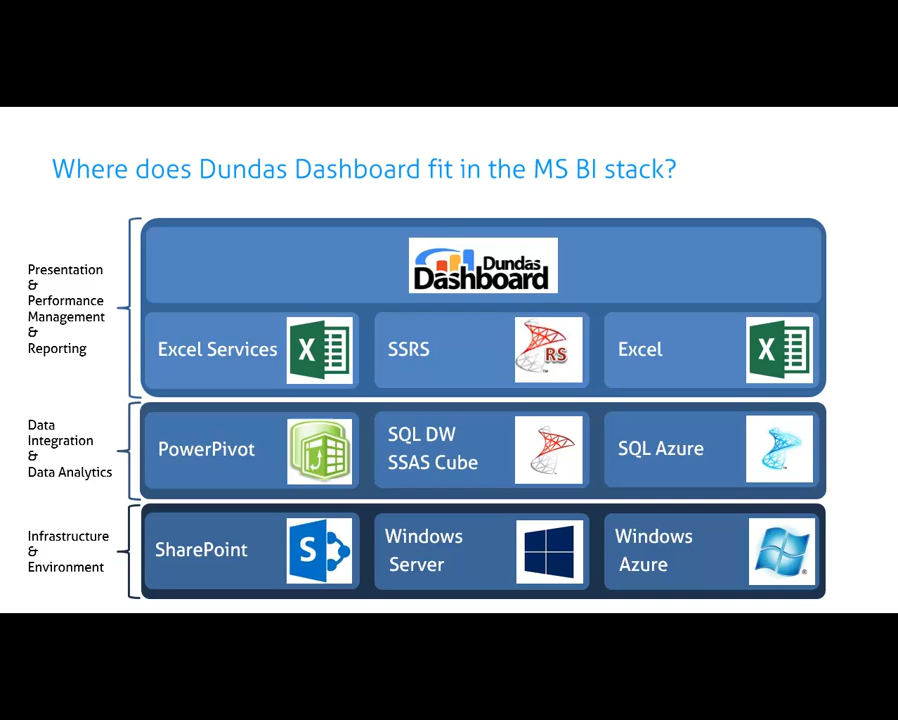 Where does Dundas Dashboard fit in the MS BI stack?
Presentation
&
Performance
Management
&
Reporting
Dundas
Dashboard
Excel Services
X
SSRS
RS
Excel
X
Data
Integration
&
Data Analytics
PowerPivot
SQL DW
SSAS Cube
SQL Azure
Infrastructure
&
Environment
SharePoint
S
Windows
Server
Windows
Azure